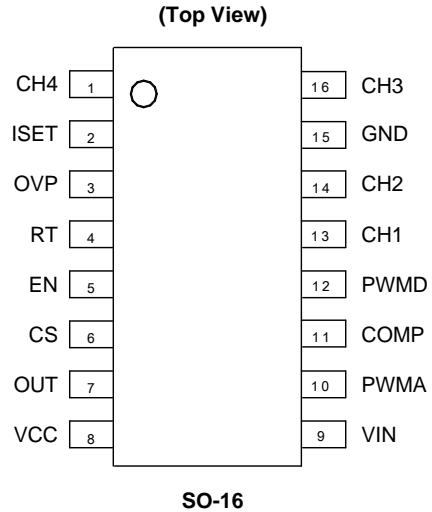 (Top View)
CH4 1 16 CH3
ISET 2 15 GND
OVP 3 14 CH2
RT 4 13 CH1
EN 5 12 PWMD
CS 6 11 COMP
OUT 7 10 PWMA
VCC 8 9 VIN
SO-16